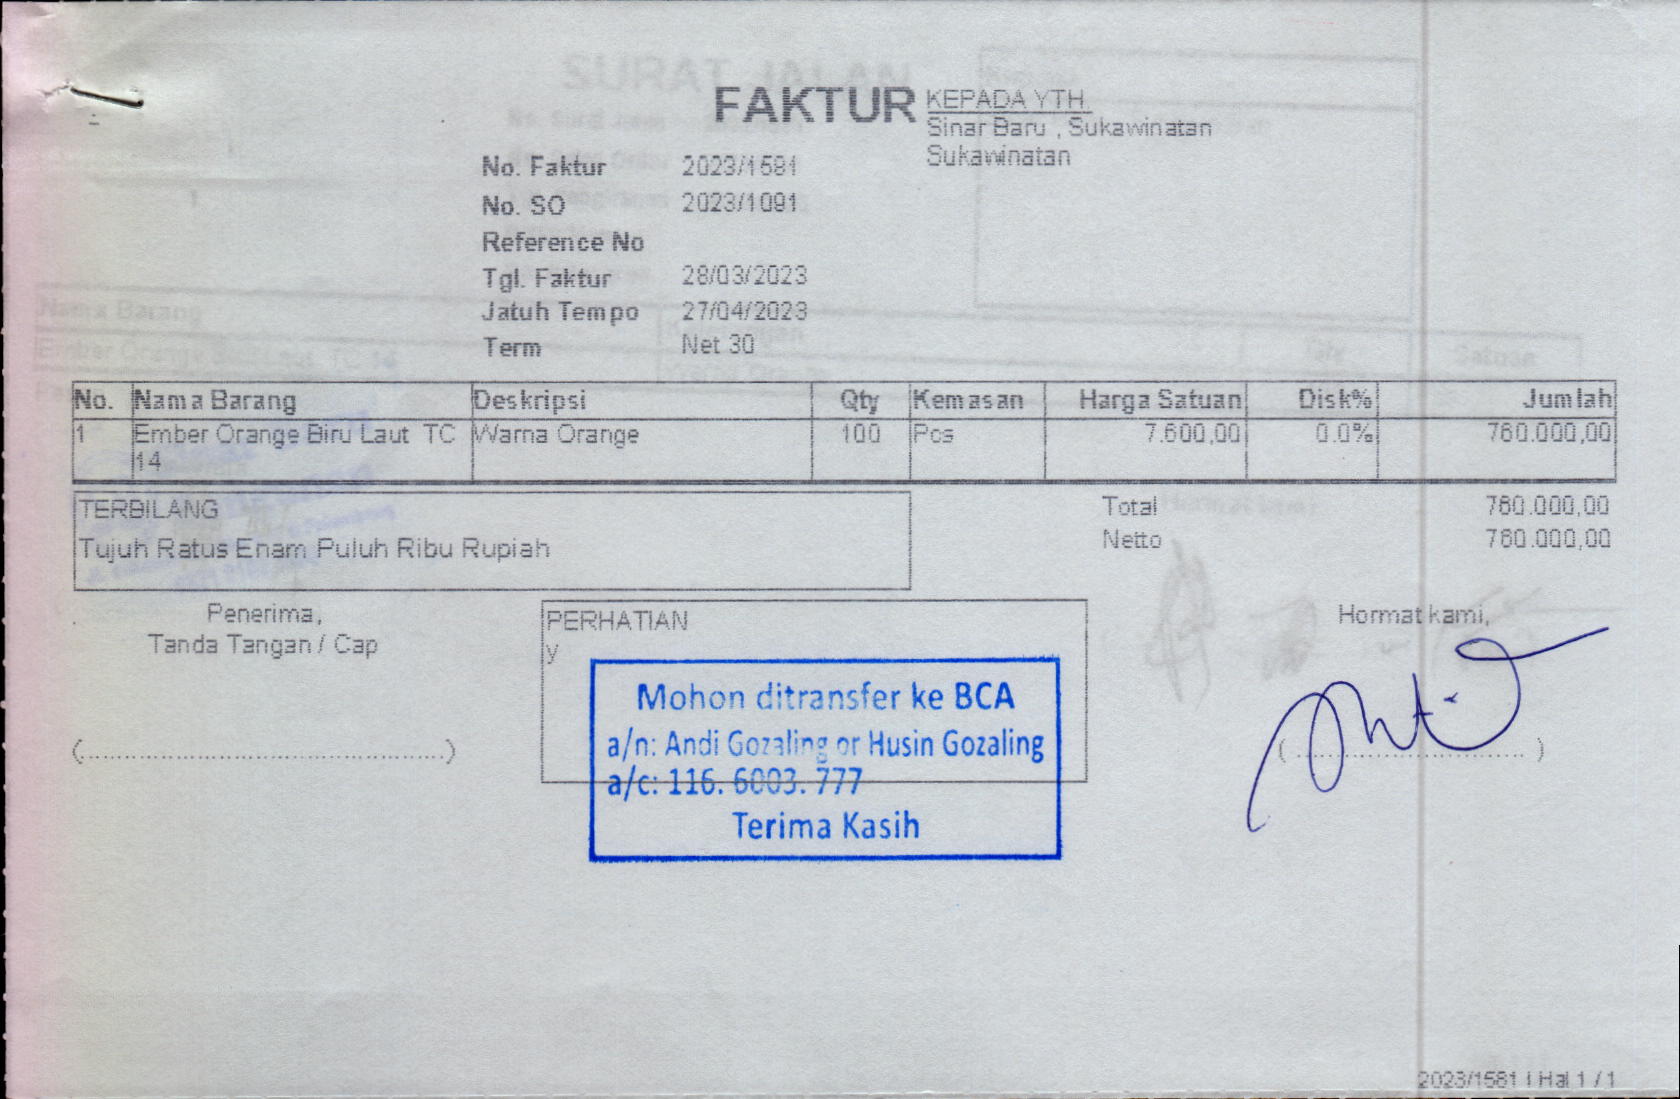 FAKTUR
KEPADA YTH.
Sinar Baru , Sukawinatan
Sukawinatan
No. Faktur 2023/1581
No. SO 2023/1091
Reference No
Tgl. Faktur 28/03/2023
Jatuh Tempo 27/04/2023
Term Net 30
No. Nama Barang Deskripsi Qty Kemasan Harga Satuan Disk% Jumlah
1 Ember Orange Biru Laut TC Warna Orange 100 Pcs 7.600,00 0.0% 760.000,00
14
TERBILANG
Tujuh Ratus Enam Puluh Ribu Rupiah
Total 760.000,00
Netto 760.000,00
Penerima,
Tanda Tangan / Cap
(............................................)
PERHATIAN
y
Mohon ditransfer ke BCA
a/n: Andi Gozaling or Husin Gozaling
a/c: 116. 6003. 777
Terima Kasih
Hormat kami,
(............................)
2023/1581 | Hal 1 / 1
SURAT JALAN
Nama Barang
Satuan